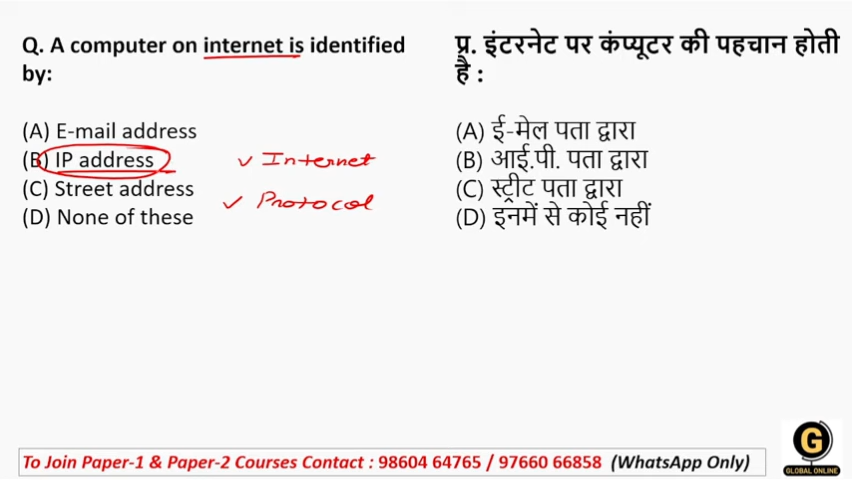 Q. A computer on internet is identified
by:
(A) E-mail address
(B) IP address
(C) Street address
(D) None of these
✓ Internet
✓ Protocol
प्र. इंटरनेट पर कंप्यूटर की पहचान होती
है :
(A) ई-मेल पता द्वारा
(B) आई.पी. पता द्वारा
(C) स्ट्रीट पता द्वारा
(D) इनमें से कोई नहीं
To Join Paper-1 & Paper-2 Courses Contact : 98604 64765 / 97660 66858 (WhatsApp Only)
G
GLOBAL ONLINE